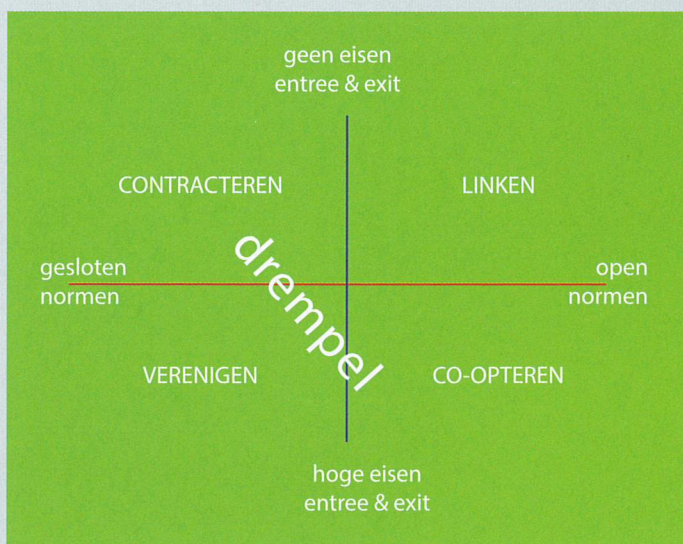 geen eisen
entree & exit
CONTRACTEREN
LINKEN
drempel
gesloten
normen
open
normen
VERENIGEN
CO-OPTEREN
hoge eisen
entree & exit